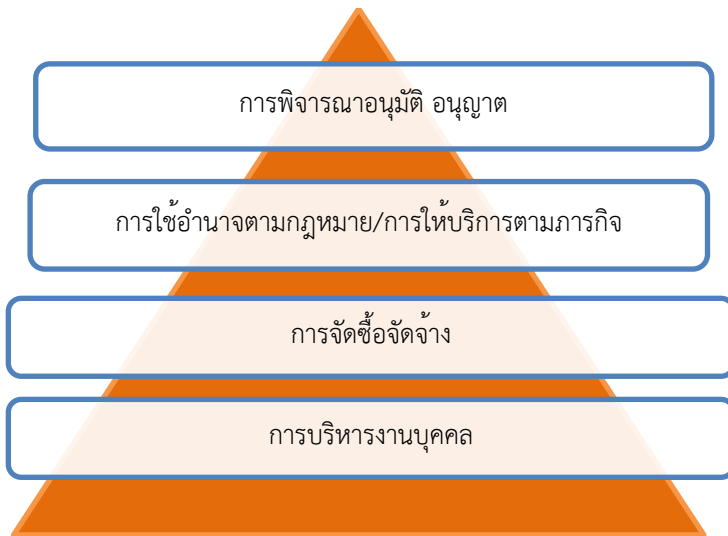 การพิจารณาอนุมัติ อนุญาต
การใช้อำนาจตามกฎหมาย/การให้บริการตามภารกิจ
การจัดซื้อจัดจ้าง
การบริหารงานบุคคล